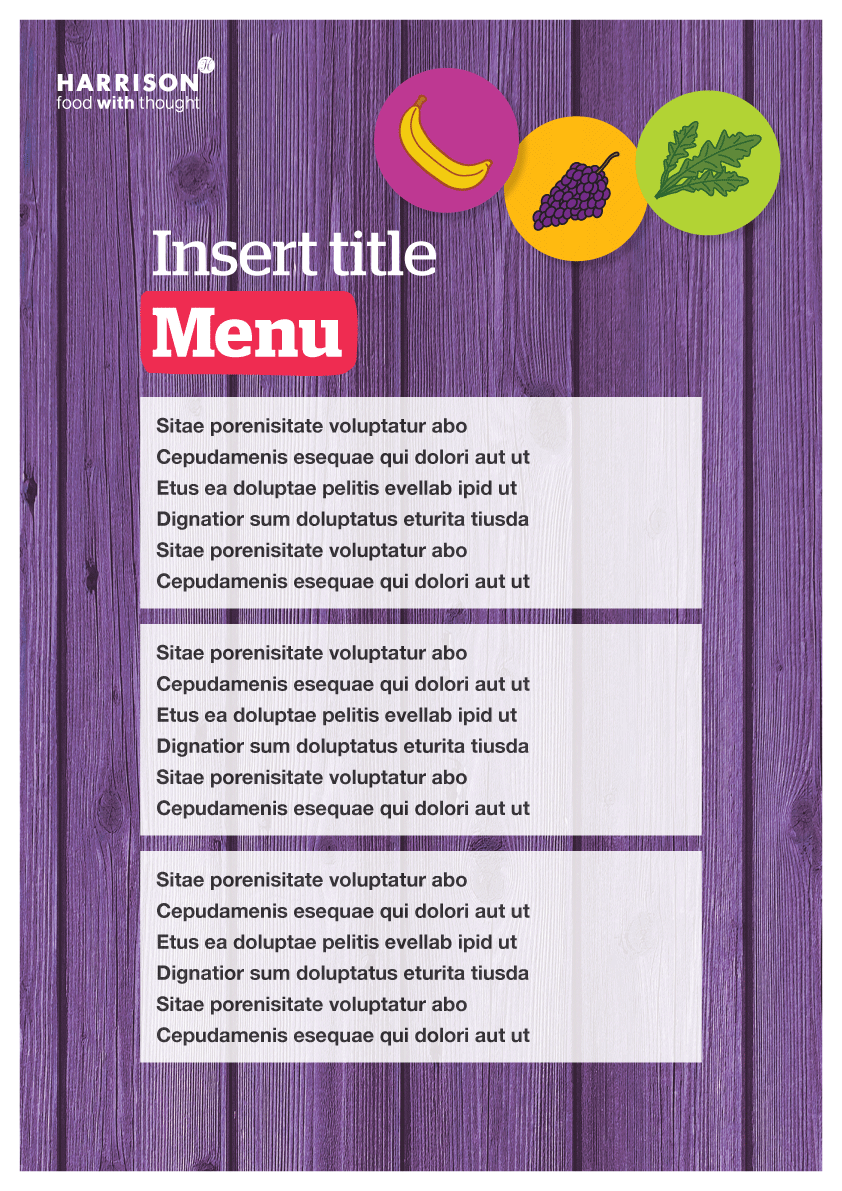 HARRISON
food with thought
Insert title
Menu
Sitae porenisitate voluptatur abo
Cepudamenis esequae qui dolori aut ut
Etus ea doluptae pelitis evellab ipid ut
Dignatior sum doluptatus eturita tiusda
Sitae porenisitate voluptatur abo
Cepudamenis esequae qui dolori aut ut
Sitae porenisitate voluptatur abo
Cepudamenis esequae qui dolori aut ut
Etus ea doluptae pelitis evellab ipid ut
Dignatior sum doluptatus eturita tiusda
Sitae porenisitate voluptatur abo
Cepudamenis esequae qui dolori aut ut
Sitae porenisitate voluptatur abo
Cepudamenis esequae qui dolori aut ut
Etus ea doluptae pelitis evellab ipid ut
Dignatior sum doluptatus eturita tiusda
Sitae porenisitate voluptatur abo
Cepudamenis esequae qui dolori aut ut